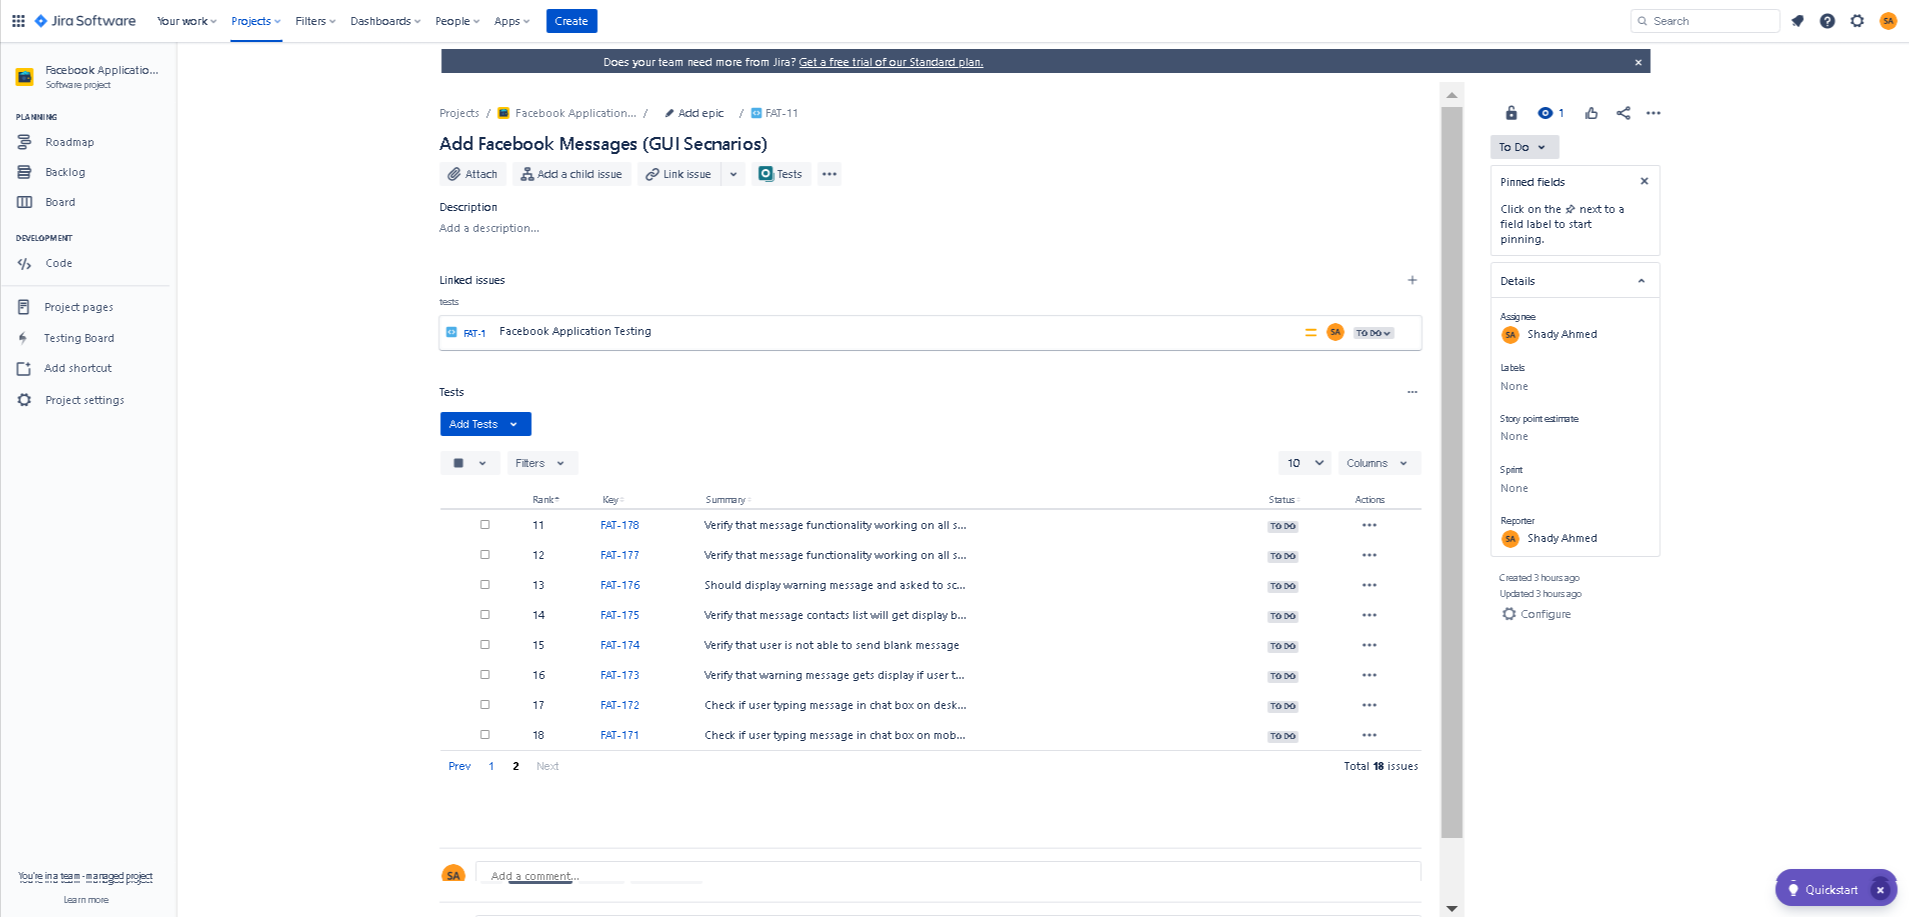 Jira Software
Your work Projects Filters Dashboards People Apps Create Search SA
Does your team need more from Jira? Get a free trial of our Standard plan.
Facebook Applicatio...
Software project
PLANNING
Roadmap
Backlog
Board
DEVELOPMENT
Code
Project pages
Testing Board
Add shortcut
Project settings
You're in a team-managed project
Learn more
Projects / Facebook Application... / Add epic / FAT-11
Add Facebook Messages (GUI Secnarios)
Attach Add a child issue Link issue Tests
Description
Add a description...
Linked issues
tests
FAT-1 Facebook Application Testing SA TO DO
Tests
Add Tests
Filters 10 Columns
Rank Key Summary Status Actions
11 FAT-178 Verify that message functionality working on all s... TO DO
12 FAT-177 Verify that message functionality working on all s... TO DO
13 FAT-176 Should display warning message and asked to sc... TO DO
14 FAT-175 Verify that message contacts list will get display b... TO DO
15 FAT-174 Verify that user is not able to send blank message TO DO
16 FAT-173 Verify that warning message gets display if user t... TO DO
17 FAT-172 Check if user typing message in chat box on desk... TO DO
18 FAT-171 Check if user typing message in chat box on mob... TO DO
Prev 1 2 Next Total 18 issues
SA Add a comment...
1
To Do
Pinned fields
Click on the next to a
field label to start
pinning.
Details
Assignee
SA Shady Ahmed
Labels
None
Story point estimate
None
Sprint
None
Reporter
SA Shady Ahmed
Created 3 hours ago
Updated 3 hours ago
Configure
Quickstart